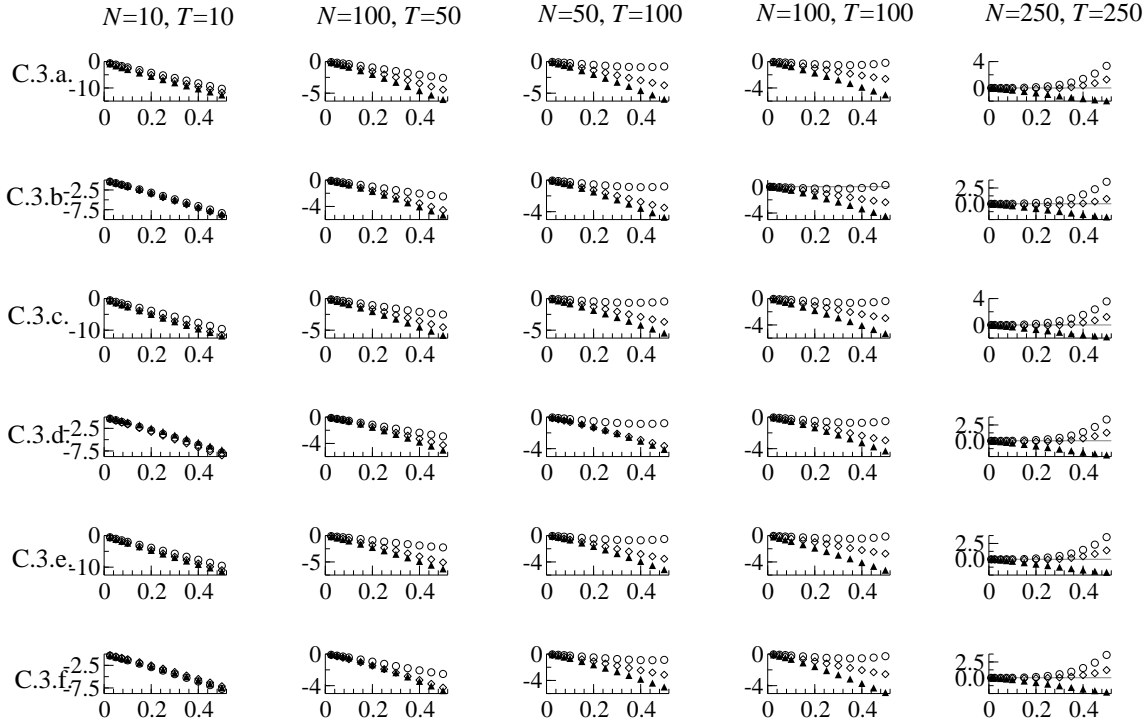 N=10, T=10 N=100, T=50 N=50, T=100 N=100, T=100 N=250, T=250
C.3.a. 0 -10 0 -5 0 -5 0 -4 4 0
0 0.2 0.4 0 0.2 0.4 0 0.2 0.4 0 0.2 0.4 0 0.2 0.4
C.3.b. -2.5 -7.5 0 -4 0 -4 0 -4 2.5 0.0
0 0.2 0.4 0 0.2 0.4 0 0.2 0.4 0 0.2 0.4 0 0.2 0.4
C.3.c. 0 -10 0 -5 0 -5 0 -4 4 0
0 0.2 0.4 0 0.2 0.4 0 0.2 0.4 0 0.2 0.4 0 0.2 0.4
C.3.d. -2.5 -7.5 0 -4 0 -4 0 -4 2.5 0.0
0 0.2 0.4 0 0.2 0.4 0 0.2 0.4 0 0.2 0.4 0 0.2 0.4
C.3.e. 0 -10 0 -5 0 -4 0 -4 2.5 0.0
0 0.2 0.4 0 0.2 0.4 0 0.2 0.4 0 0.2 0.4 0 0.2 0.4
C.3.f. -2.5 -7.5 0 -4 0 -4 0 -4 2.5 0.0
0 0.2 0.4 0 0.2 0.4 0 0.2 0.4 0 0.2 0.4 0 0.2 0.4